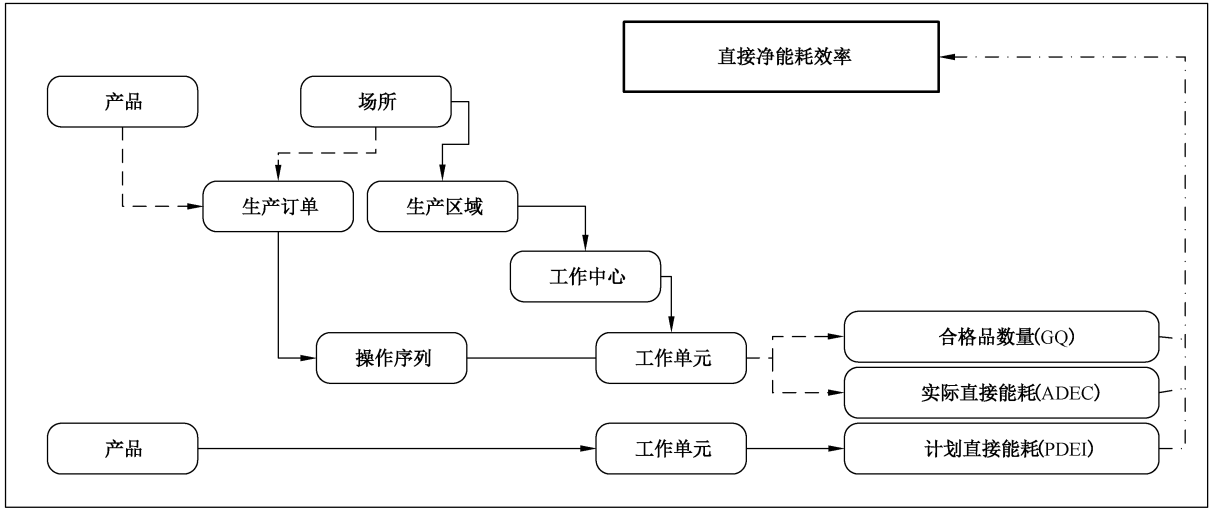 直接净能耗效率
产品
场所
生产订单
生产区域
工作中心
合格品数量(GQ)
操作序列
工作单元
实际直接能耗(ADEC)
产品
工作单元
计划直接能耗(PDEI)